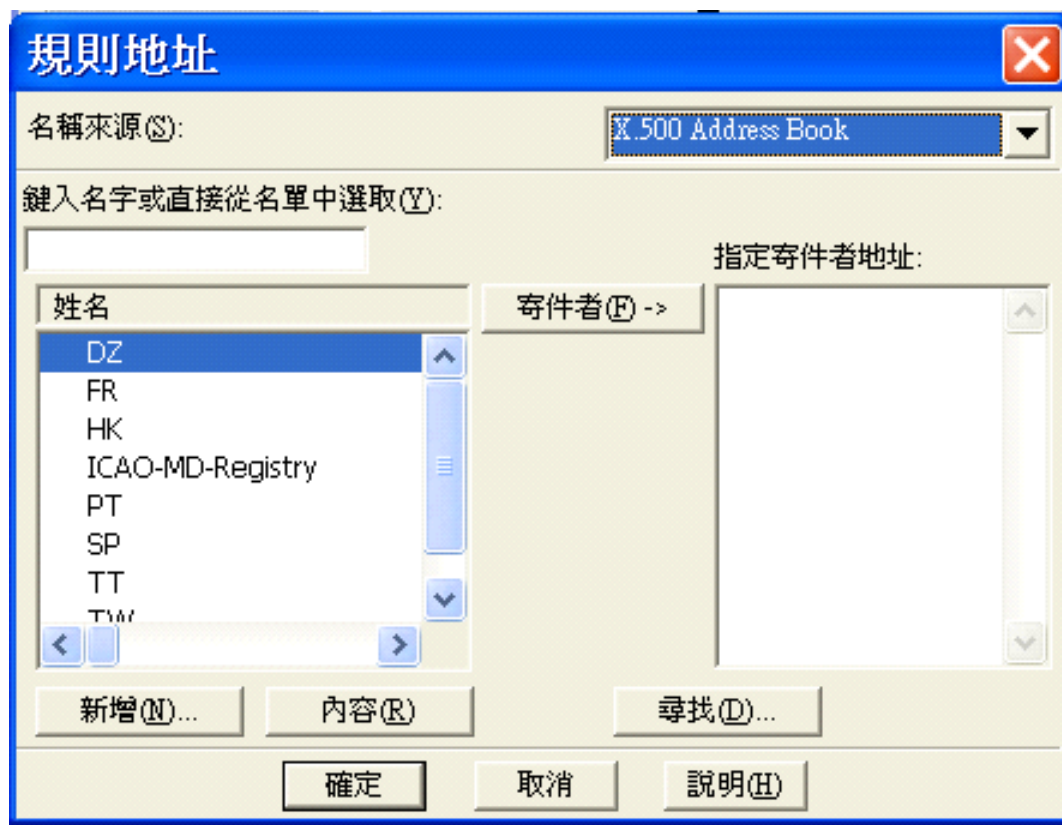 規則地址
名稱來源(S):
X.500 Address Book
鍵入名字或直接從名單中選取(Y):
指定寄件者地址:
姓名
寄件者(F) ->
DZ
FR
HK
ICAO-MD-Registry
PT
SP
TT
TW
新增(N)...
內容(R)
尋找(D)...
確定
取消
說明(H)